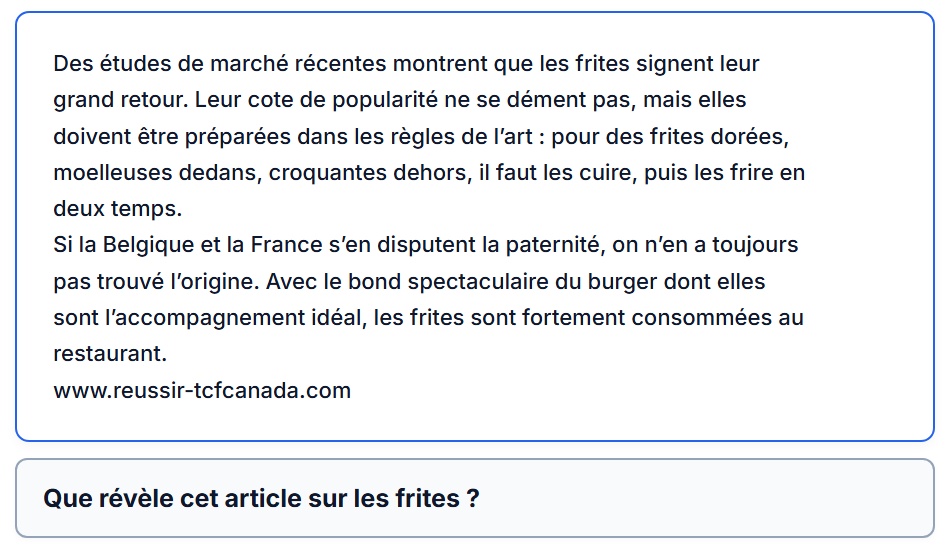 Des études de marché récentes montrent que les frites signent leur
grand retour. Leur cote de popularité ne se dément pas, mais elles
doivent être préparées dans les règles de l’art : pour des frites dorées,
moelleuses dedans, croquantes dehors, il faut les cuire, puis les frire en
deux temps.
Si la Belgique et la France s’en disputent la paternité, on n’en a toujours
pas trouvé l’origine. Avec le bond spectaculaire du burger dont elles
sont l’accompagnement idéal, les frites sont fortement consommées au
restaurant.
www.reussir-tcfcanada.com
Que révèle cet article sur les frites ?